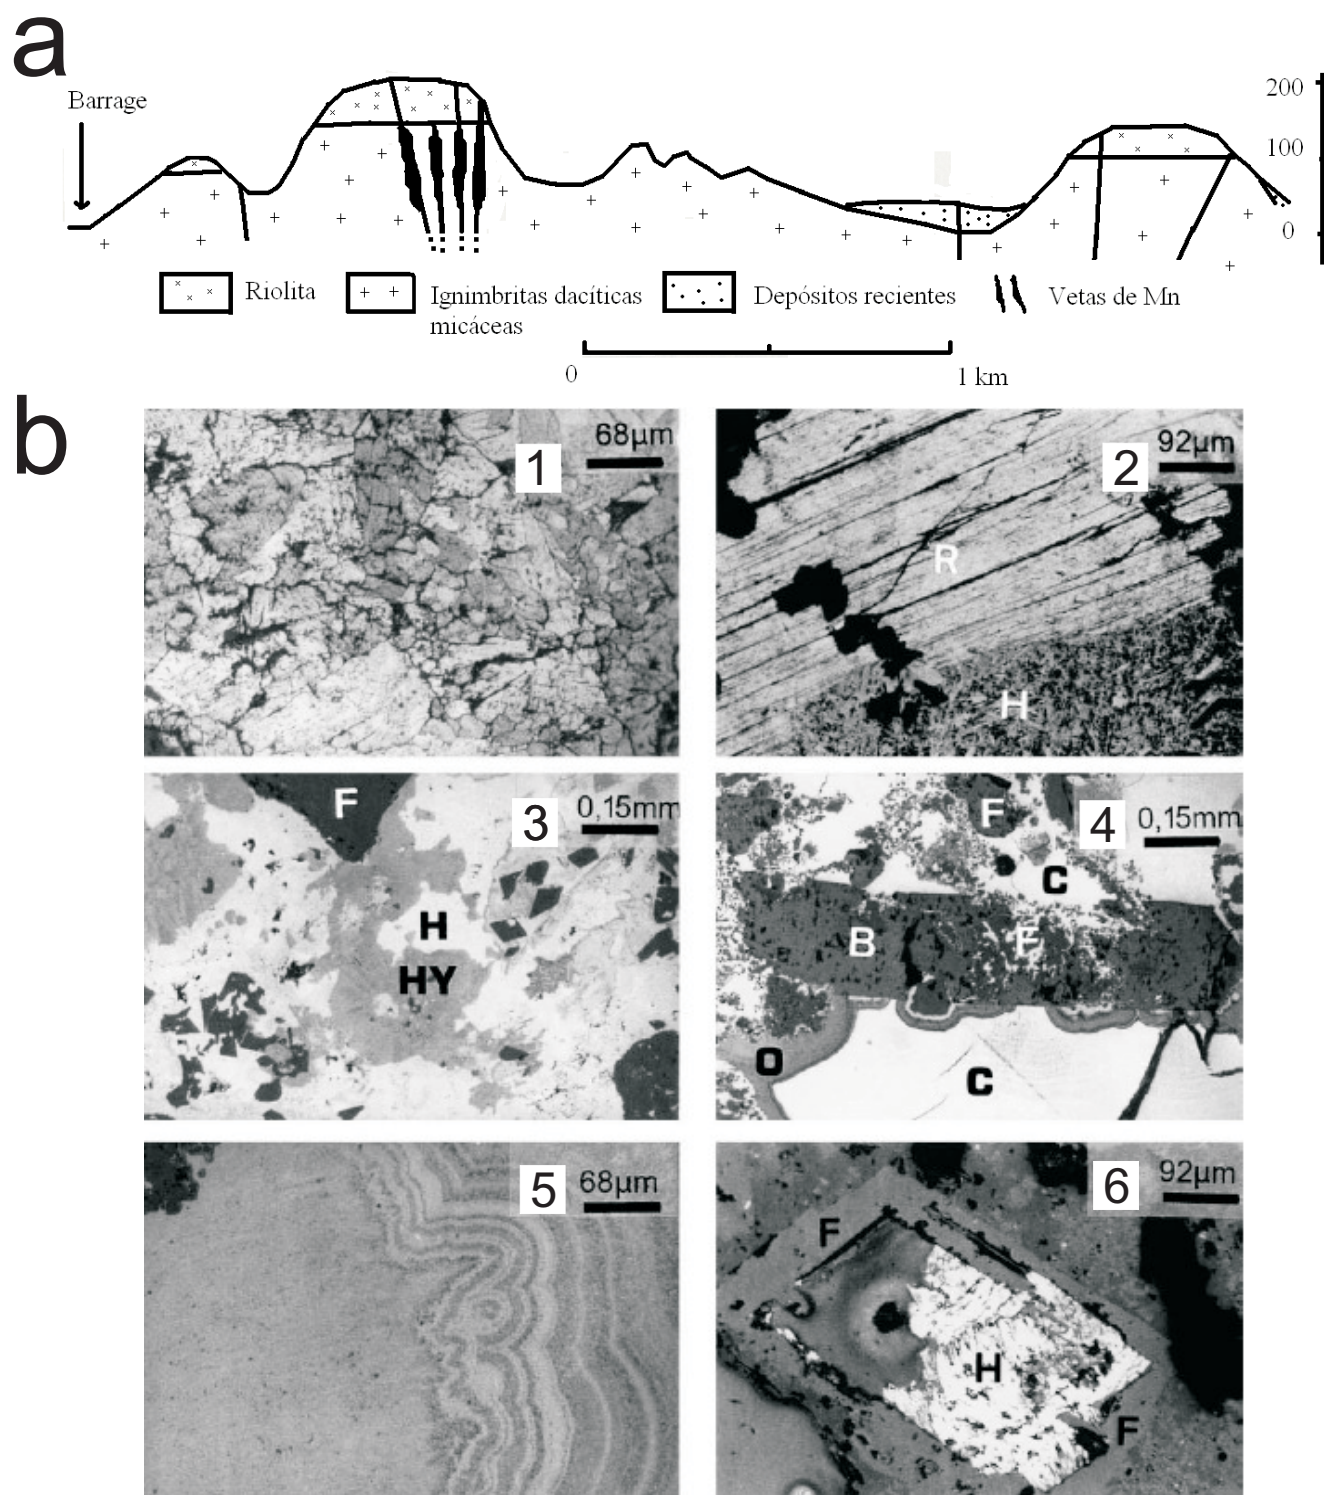 a
Barrage
200
100
0
Riolita
Ignimbritas dacíticas
micáceas
Depósitos recientes
Vetas de Mn
0
1 km
b
1
68µm
2
92µm
R
H
F
3
0,15mm
H
HY
F
4
0,15mm
C
B
F
O
C
5
68µm
6
92µm
F
H
F